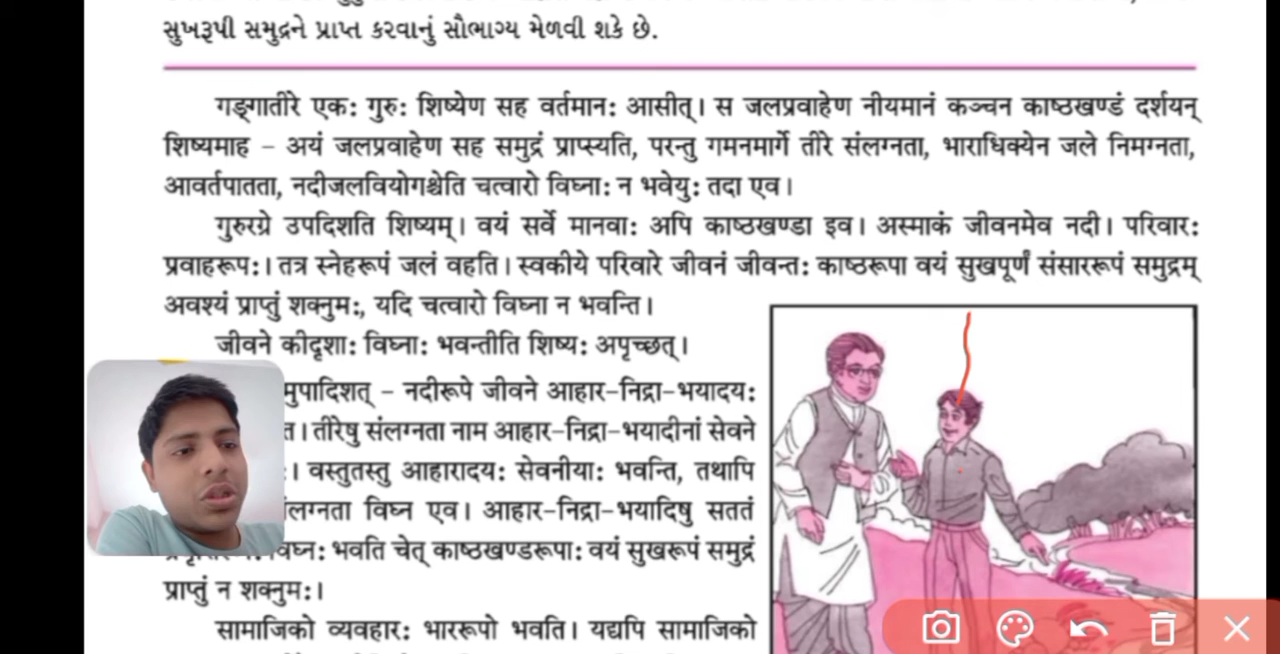 સુખરૂપી સમુદ્રને પ્રાપ્ત કરવાનું સૌભાગ્ય મેળવી શકે છે.
गङ्गातीरे एकः गुरुः शिष्येण सह वर्तमानः आसीत्। स जलप्रवाहेण नीयमानं कञ्चन काष्ठखण्डं दर्शयन्
शिष्यमाह – अयं जलप्रवाहेण सह समुद्रं प्राप्स्यति, परन्तु गमनमार्गे तीरे संलग्नता, भाराधिक्येन जले निमग्नता,
आवर्तपातता, नदीजलवियोगश्चेति चत्वारो विघ्नाः न भवेयुः तदा एव।
गुरुरग्रे उपदिशति शिष्यम्। वयं सर्वे मानवाः अपि काष्ठखण्डा इव। अस्माकं जीवनमेव नदी। परिवारः
प्रवाहरूपः। तत्र स्नेहरूपं जलं वहति। स्वकीये परिवारे जीवनं जीवन्तः काष्ठरूपा वयं सुखपूर्णं संसाररूपं समुद्रम्
अवश्यं प्राप्तुं शक्नुमः, यदि चत्वारो विघ्ना न भवन्ति।
जीवने कीदृशाः विघ्नाः भवन्तीति शिष्यः अपृच्छत्।
मुपादिशत् – नदीरूपे जीवने आहार-निद्रा-भयादयः
त। तीरेषु संलग्नता नाम आहार-निद्रा-भयादीनां सेवने
। वस्तुतस्तु आहारादयः सेवनीयाः भवन्ति, तथापि
लग्नता विघ्न एव। आहार-निद्रा-भयादिषु सततं
विघ्नः भवति चेत् काष्ठखण्डरूपाः वयं सुखरूपं समुद्रं
प्राप्तुं न शक्नुमः।
सामाजिको व्यवहारः भाररूपो भवति। यद्यपि सामाजिको